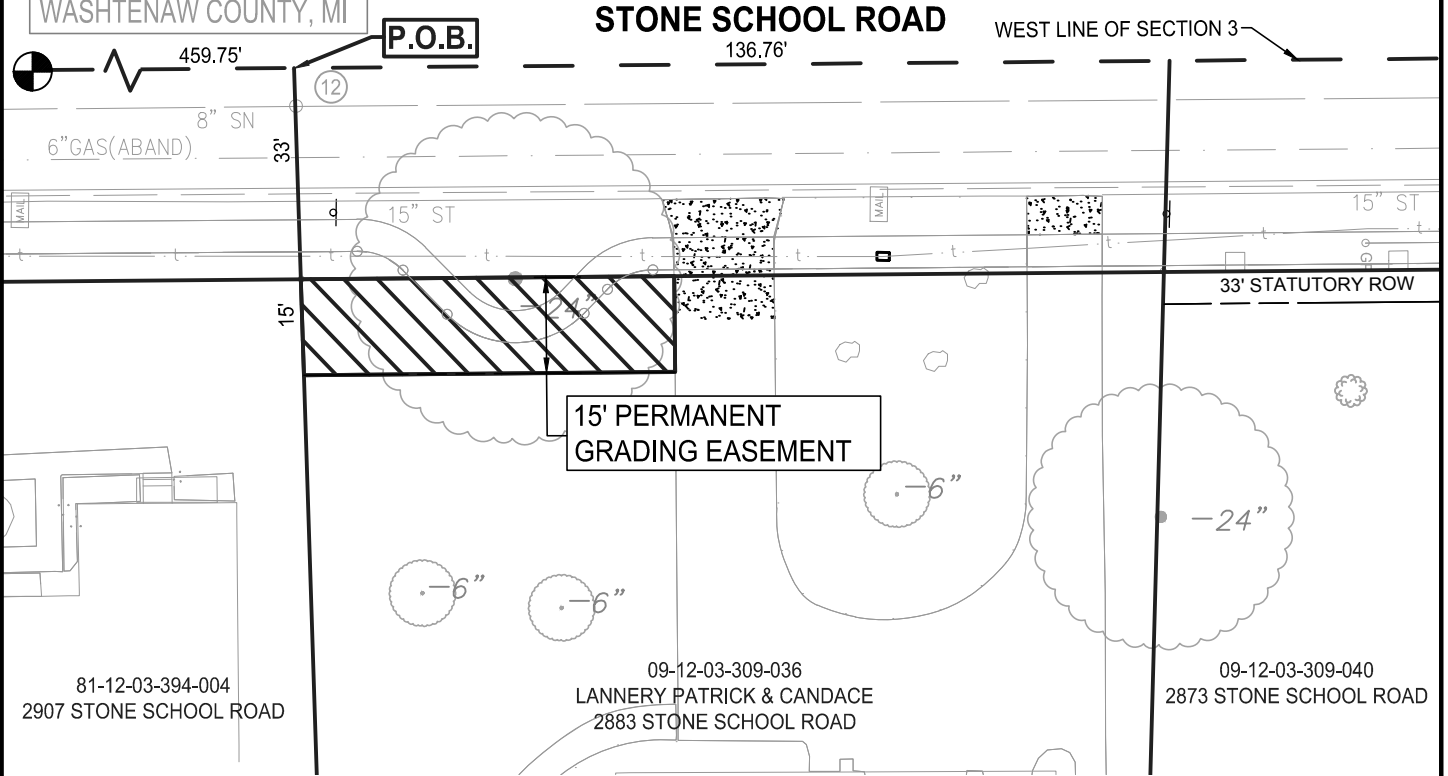 WASHTENAW COUNTY, MI
STONE SCHOOL ROAD
P.O.B.
WEST LINE OF SECTION 3
459.75'
136.76'
12
8" SN
6"GAS(ABAND)
33'
MAIL
15" ST
MAIL
15" ST
t
t
t
t
t
t
t
t
t
t
G
33' STATUTORY ROW
15'
24"
15' PERMANENT
GRADING EASEMENT
6"
24"
6"
6"
81-12-03-394-004
2907 STONE SCHOOL ROAD
09-12-03-309-036
LANNERY PATRICK & CANDACE
2883 STONE SCHOOL ROAD
09-12-03-309-040
2873 STONE SCHOOL ROAD